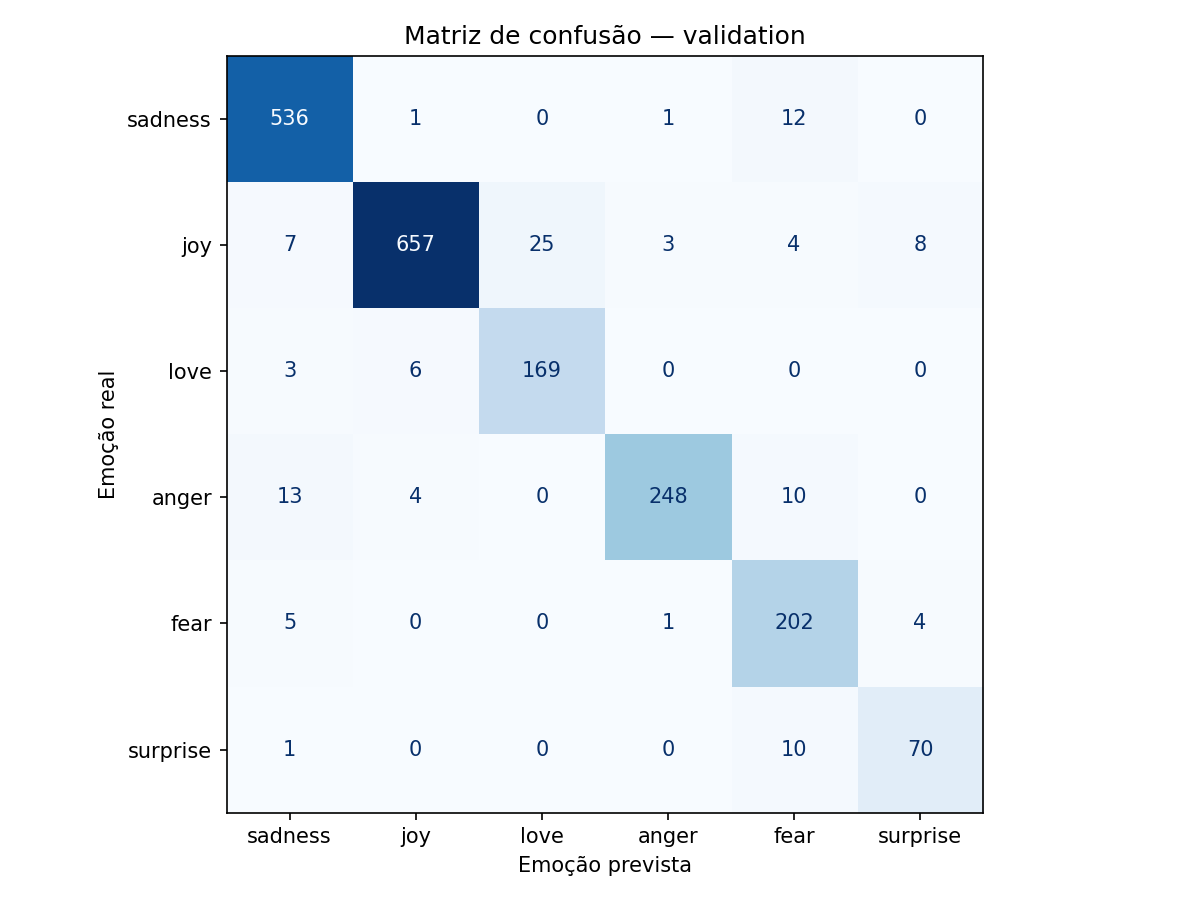 Matriz de confusão — validation
sadness 536 1 0 1 12 0
joy 7 657 25 3 4 8
love 3 6 169 0 0 0
anger 13 4 0 248 10 0
fear 5 0 0 1 202 4
surprise 1 0 0 0 10 70
Emoção real
sadness joy love anger fear surprise
Emoção prevista